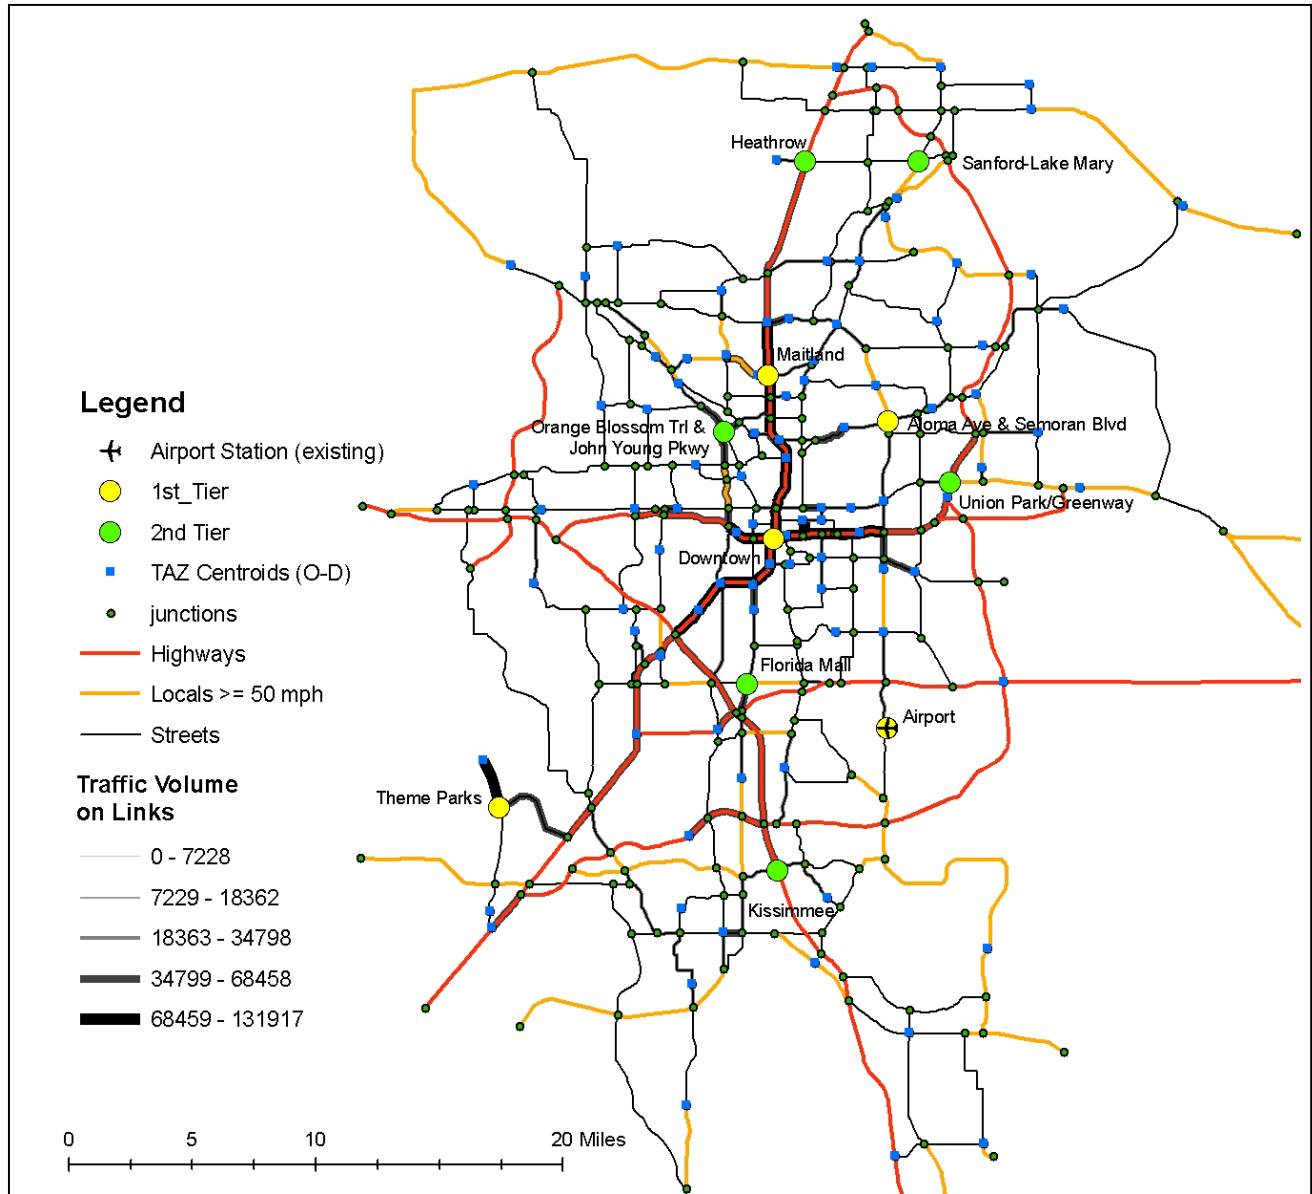 Heathrow
Sanford-Lake Mary
Maitland
Orange Blossom Trl &
John Young Pkwy
Aloma Ave & Semoran Blvd
Union Park/Greenway
Downtown
Florida Mall
Airport
Theme Parks
Kissimmee
Legend
Airport Station (existing)
1st_Tier
2nd Tier
TAZ Centroids (O-D)
junctions
Highways
Locals >= 50 mph
Streets
Traffic Volume
on Links
0 - 7228
7229 - 18362
18363 - 34798
34799 - 68458
68459 - 131917
0 5 10 20 Miles